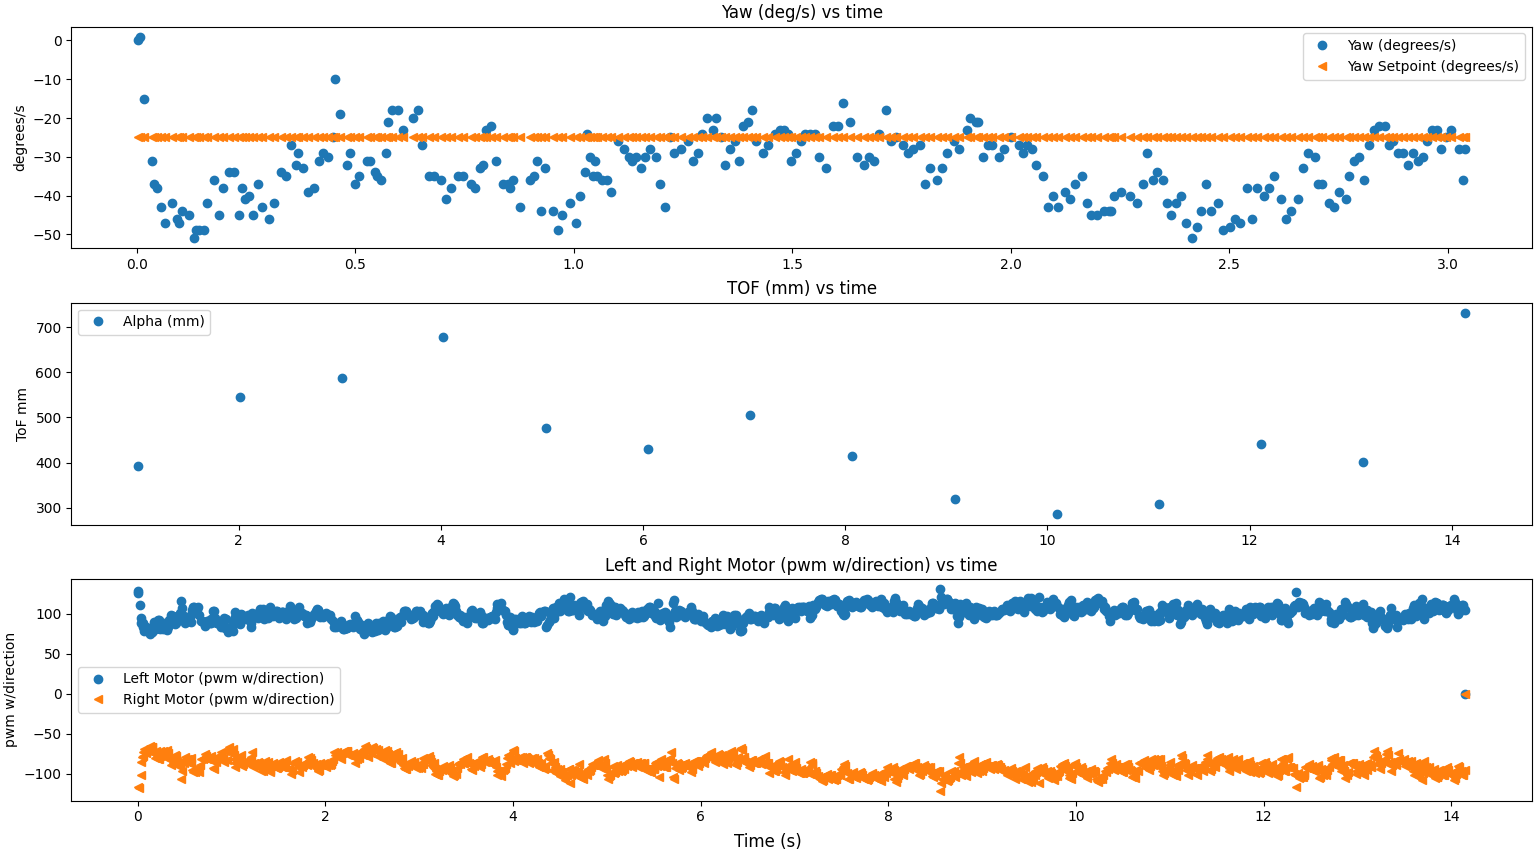 Yaw (deg/s) vs time
degrees/s
0
−10
−20
−30
−40
−50
Yaw (degrees/s)
Yaw Setpoint (degrees/s)
0.0 0.5 1.0 1.5 2.0 2.5 3.0
TOF (mm) vs time
ToF mm
700
600
500
400
300
Alpha (mm)
2 4 6 8 10 12 14
Left and Right Motor (pwm w/direction) vs time
pwm w/direction
100
50
0
−50
−100
Left Motor (pwm w/direction)
Right Motor (pwm w/direction)
0 2 4 6 8 10 12 14
Time (s)